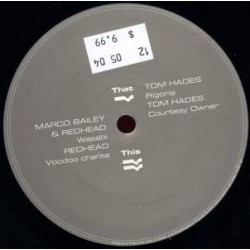 12 05 04
$ 9.99
That
TOM HADES
Rigoris
TOM HADES
Courtesy Owner
MARCO BAILEY
& REDHEAD
Wasabi
REDHEAD
Voodoo charita
This